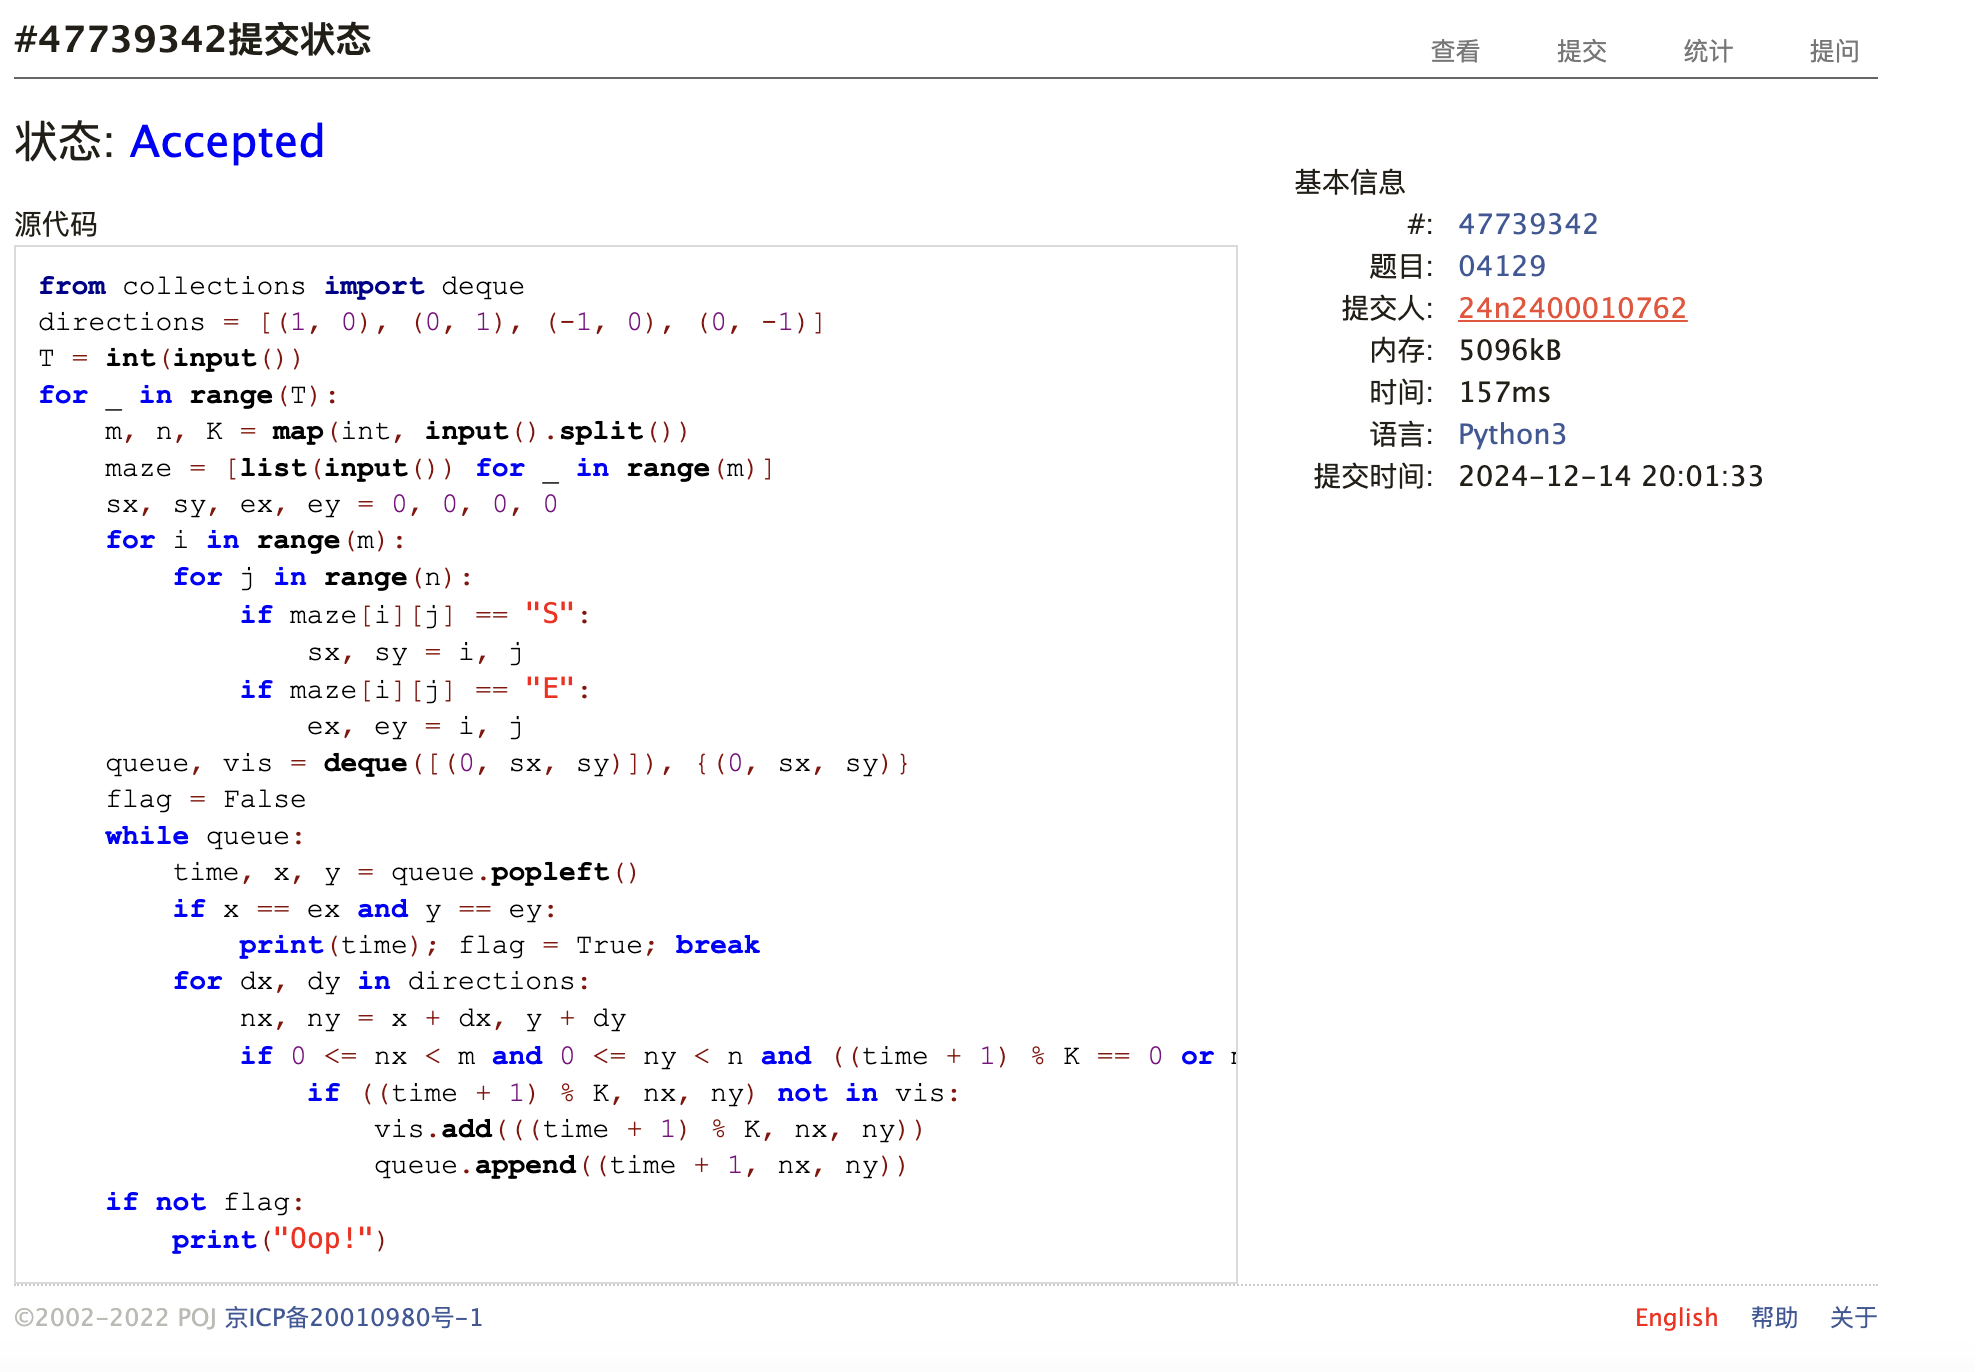 #47739342提交状态
查看 提交 统计 提问
状态: Accepted
源代码
from collections import deque
directions = [(1, 0), (0, 1), (-1, 0), (0, -1)]
T = int(input())
for _ in range(T):
    m, n, K = map(int, input().split())
    maze = [list(input()) for _ in range(m)]
    sx, sy, ex, ey = 0, 0, 0, 0
    for i in range(m):
        for j in range(n):
            if maze[i][j] == "S":
                sx, sy = i, j
            if maze[i][j] == "E":
                ex, ey = i, j
    queue, vis = deque([(0, sx, sy)]), {(0, sx, sy)}
    flag = False
    while queue:
        time, x, y = queue.popleft()
        if x == ex and y == ey:
            print(time); flag = True; break
        for dx, dy in directions:
            nx, ny = x + dx, y + dy
            if 0 <= nx < m and 0 <= ny < n and ((time + 1) % K == 0 or
                if ((time + 1) % K, nx, ny) not in vis:
                    vis.add(((time + 1) % K, nx, ny))
                    queue.append((time + 1, nx, ny))
    if not flag:
        print("Oop!")
基本信息
#: 47739342
题目: 04129
提交人: 24n2400010762
内存: 5096kB
时间: 157ms
语言: Python3
提交时间: 2024-12-14 20:01:33
©2002-2022 POJ 京ICP备20010980号-1
English 帮助 关于